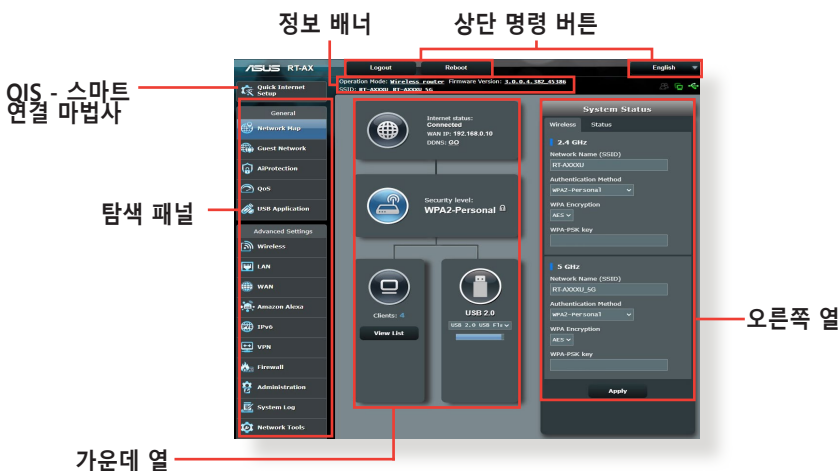 정보 배너
상단 명령 버튼
QIS - 스마트
연결 마법사
탐색 패널
오른쪽 열
가운데 열
ASUS RT-AX
Logout
Reboot
English
Operation Mode: Wireless router Firmware Version: 3.0.0.4.382_45386
SSID: RT-AXXXU RT-AXXXU_5G
Quick Internet
Setup
General
Network Map
Guest Network
AiProtection
QoS
USB Application
Advanced Settings
Wireless
LAN
WAN
Amazon Alexa
IPv6
VPN
Firewall
Administration
System Log
Network Tools
Internet status:
Connected
WAN IP: 192.168.0.10
DDNS: GO
Security level:
WPA2-Personal
Clients: 4
View List
USB 2.0
USB 2.0 USB Fla
System Status
Wireless
Status
2.4 GHz
Network Name (SSID)
RT-AXXXU
Authentication Method
WPA2-Personal
WPA Encryption
AES
WPA-PSK key
5 GHz
Network Name (SSID)
RT-AXXXU_5G
Authentication Method
WPA2-Personal
WPA Encryption
AES
WPA-PSK key
Apply